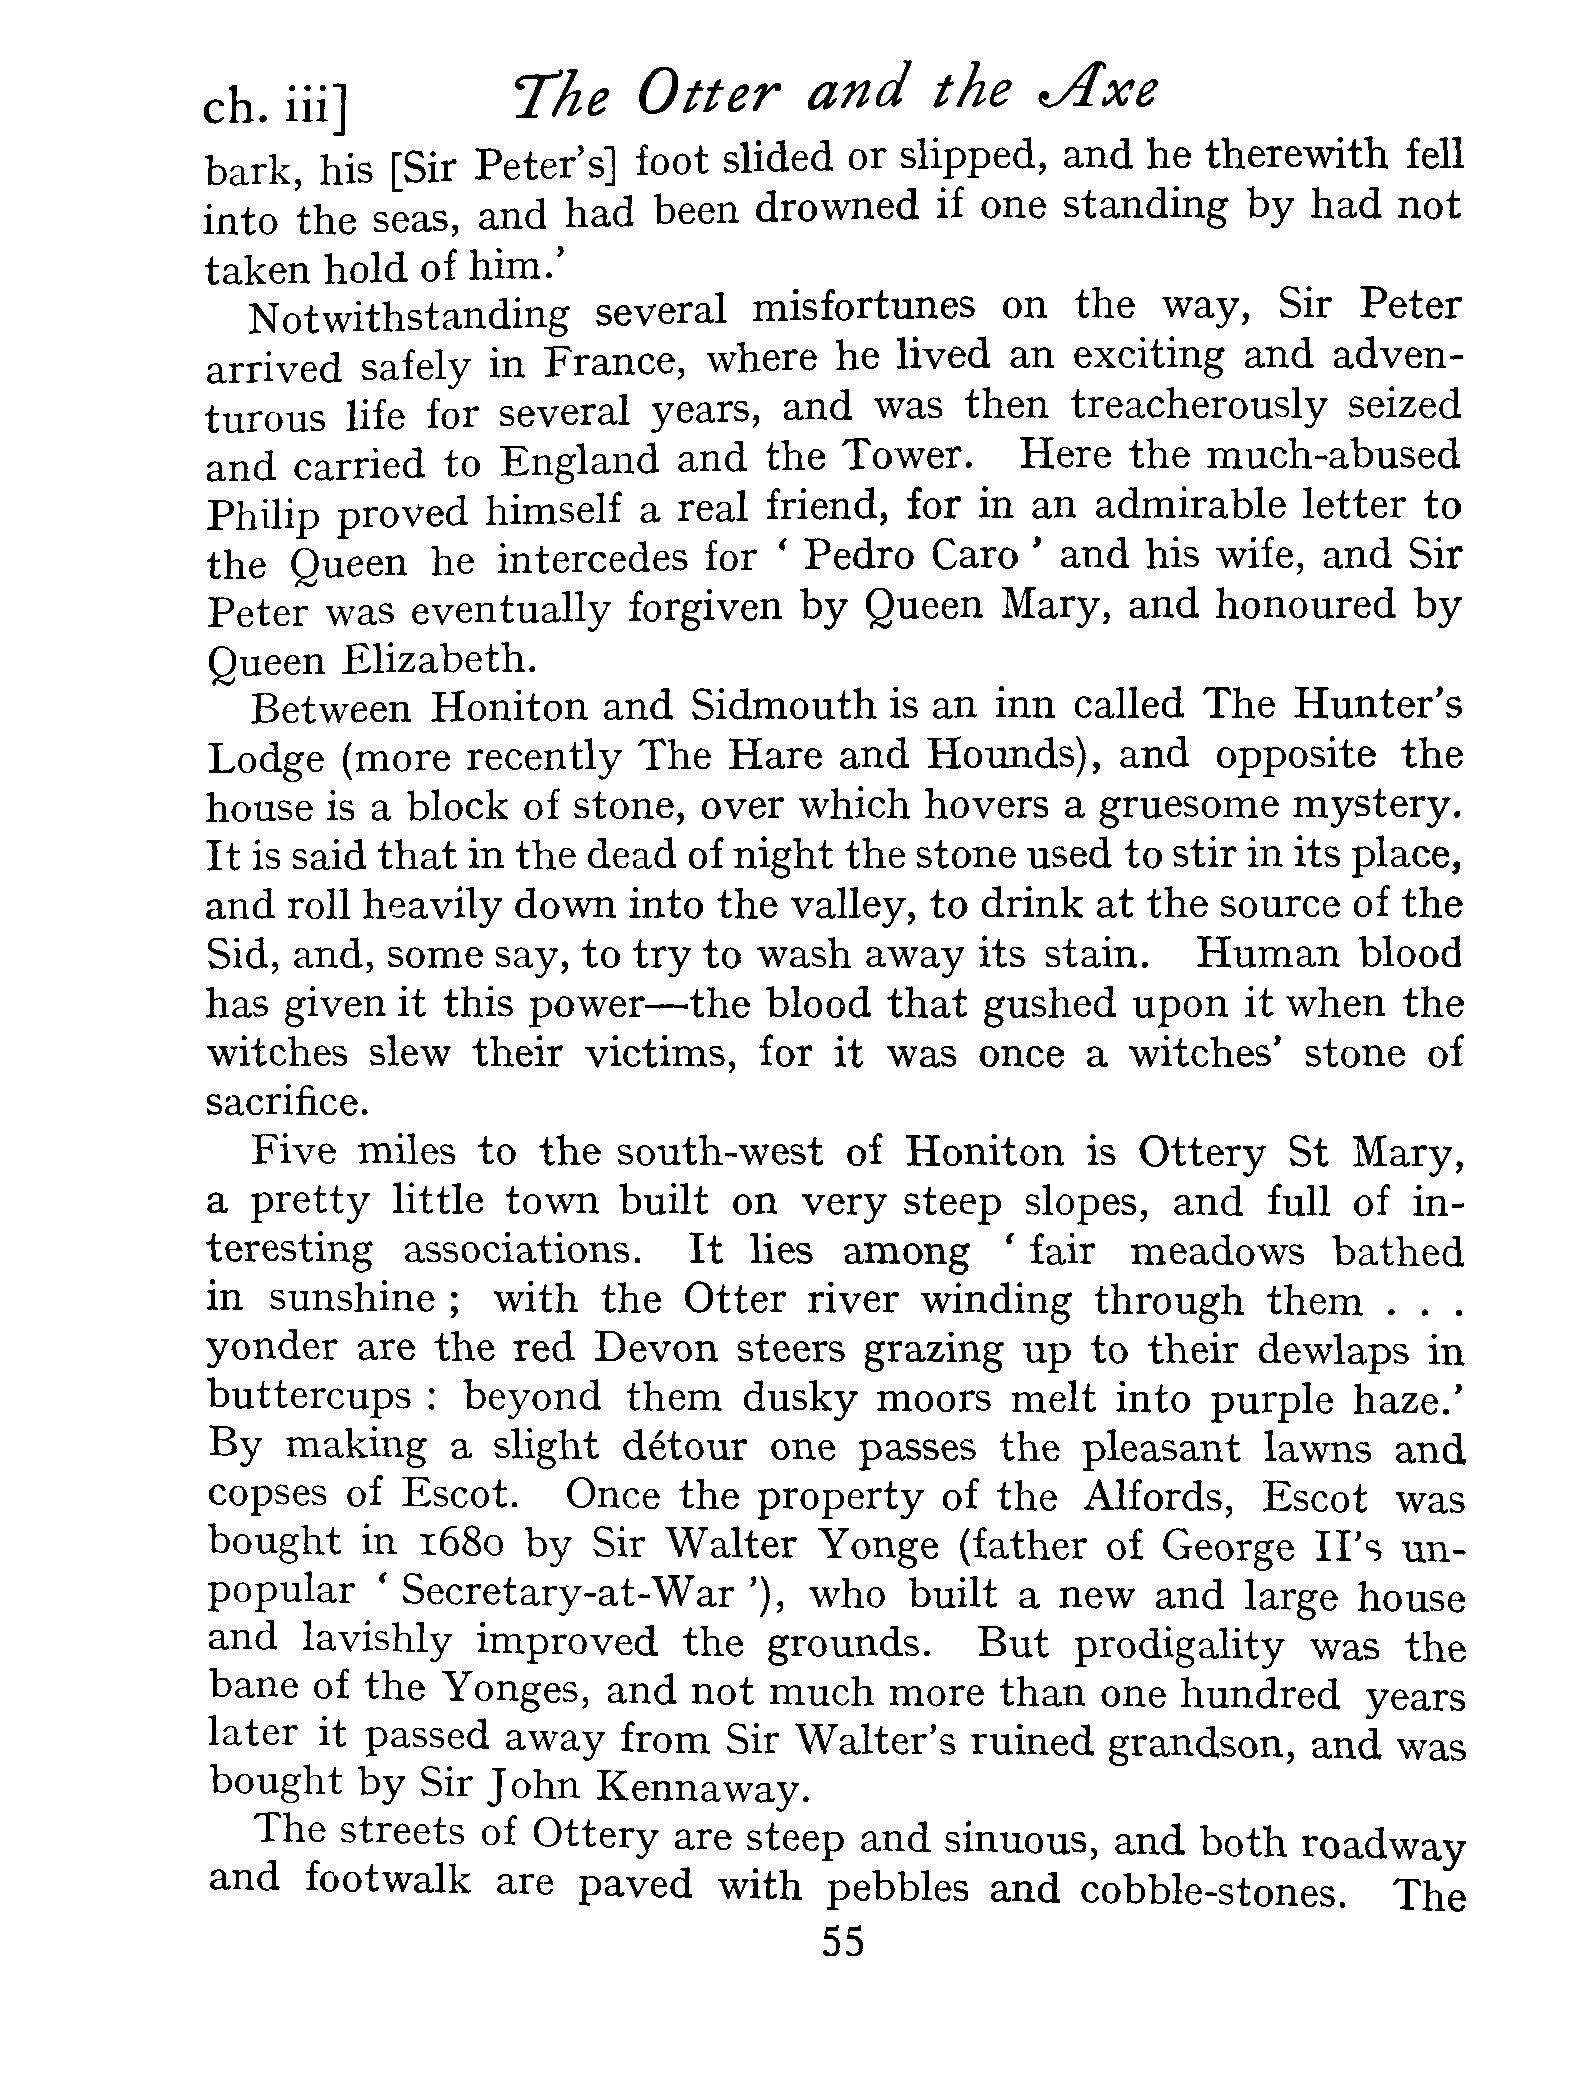 ch. iii] The Otter and the Axe
bark, his [Sir Peter's] foot slided or slipped, and he therewith fell
into the seas, and had been drowned if one standing by had not
taken hold of him.'
Notwithstanding several misfortunes on the way, Sir Peter
arrived safely in France, where he lived an exciting and adven-
turous life for several years, and was then treacherously seized
and carried to England and the Tower. Here the much-abused
Philip proved himself a real friend, for in an admirable letter to
the Queen he intercedes for ' Pedro Caro ' and his wife, and Sir
Peter was eventually forgiven by Queen Mary, and honoured by
Queen Elizabeth.
Between Honiton and Sidmouth is an inn called The Hunter's
Lodge (more recently The Hare and Hounds), and opposite the
house is a block of stone, over which hovers a gruesome mystery.
It is said that in the dead of night the stone used to stir in its place,
and roll heavily down into the valley, to drink at the source of the
Sid, and, some say, to try to wash away its stain. Human blood
has given it this power—the blood that gushed upon it when the
witches slew their victims, for it was once a witches' stone of
sacrifice.
Five miles to the south-west of Honiton is Ottery St Mary,
a pretty little town built on very steep slopes, and full of in-
teresting associations. It lies among ' fair meadows bathed
in sunshine ; with the Otter river winding through them . . .
yonder are the red Devon steers grazing up to their dewlaps in
buttercups : beyond them dusky moors melt into purple haze.'
By making a slight détour one passes the pleasant lawns and
copses of Escot. Once the property of the Alfords, Escot was
bought in 1680 by Sir Walter Yonge (father of George II's un-
popular ' Secretary-at-War '), who built a new and large house
and lavishly improved the grounds. But prodigality was the
bane of the Yonges, and not much more than one hundred years
later it passed away from Sir Walter's ruined grandson, and was
bought by Sir John Kennaway.
The streets of Ottery are steep and sinuous, and both roadway
and footwalk are paved with pebbles and cobble-stones. The
55